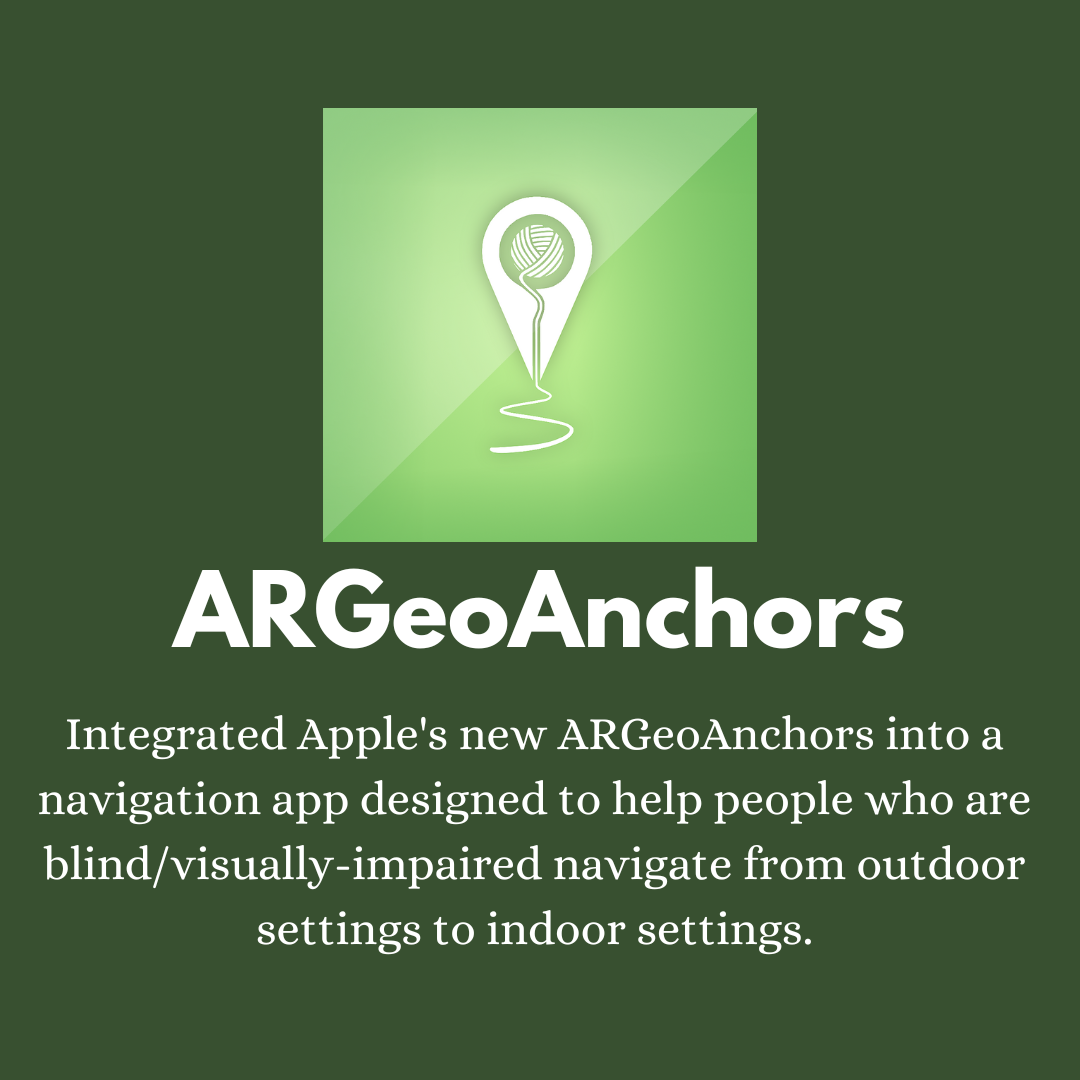 ARGeoAnchors
Integrated Apple's new ARGeoAnchors into a
navigation app designed to help people who are
blind/visually-impaired navigate from outdoor
settings to indoor settings.